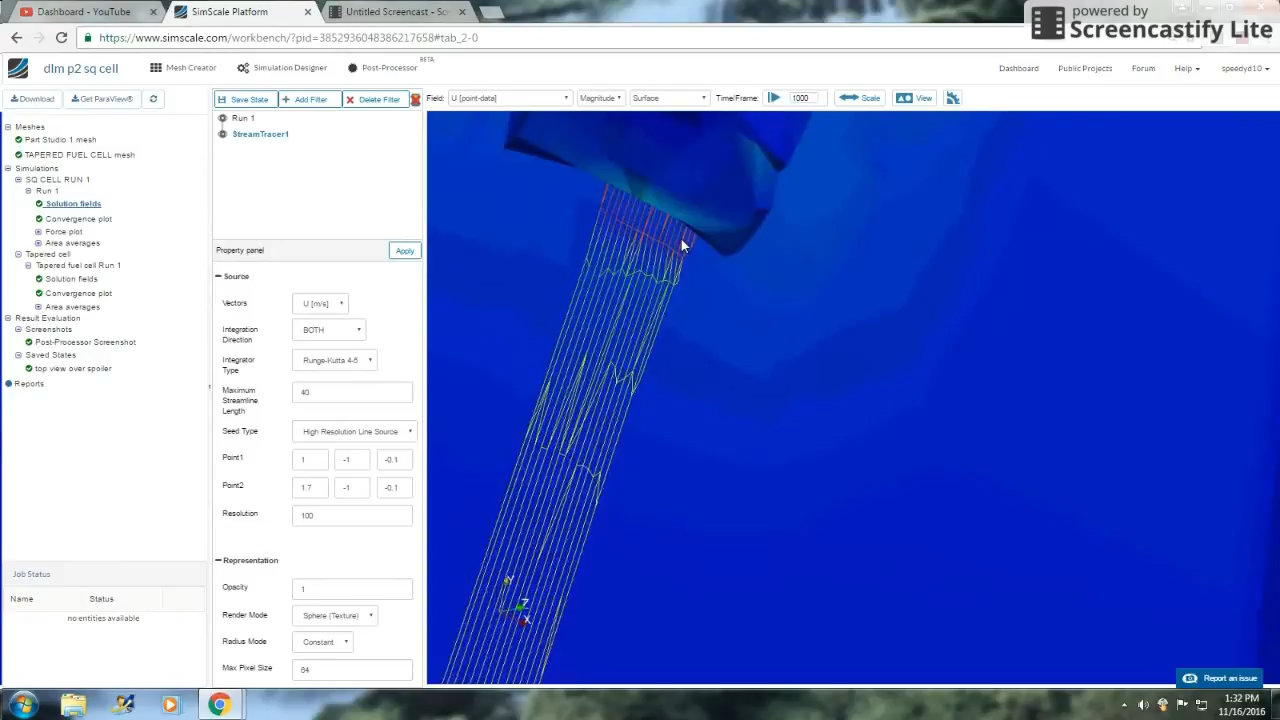 Dashboard - YouTube
SimScale Platform
Untitled Screencast - Sc
powered by
Screencastify Lite
https://www.simscale.com/workbench/?pid=3852993048386217658#tab_2-0
dlm p2 sq cell
Mesh Creator
Simulation Designer
Post-Processor
BETA
Dashboard
Public Projects
Forum
Help
speedyd10
Download
Get ParaView®
Save State
Add Filter
Delete Filter
Field:
U [point-data]
Magnitude
Surface
Time/Frame:
1000
Scale
View
Meshes
Part Studio 1 mesh
TAPERED FUEL CELL mesh
Simulations
SQ CELL RUN 1
Run 1
Solution fields
Convergence plot
Force plot
Area averages
Tapered cell
Tapered fuel cell Run 1
Solution fields
Convergence plot
Area averages
Result Evaluation
Screenshots
Post-Processor Screenshot
Saved States
top view over spoiler
Reports
Job Status
Name Status
no entities available
Run 1
StreamTracer1
Property panel
Apply
Source
Vectors
U [m/s]
Integration
Direction
BOTH
Integrator
Type
Runge-Kutta 4-5
Maximum
Streamline
Length
40
Seed Type
High Resolution Line Source
Point1
1 -1 -0.1
Point2
1.7 -1 -0.1
Resolution
100
Representation
Opacity
1
Render Mode
Sphere (Texture)
Radius Mode
Constant
Max Pixel Size
64
Y
Z
X
Report an issue
1:32 PM
11/16/2016